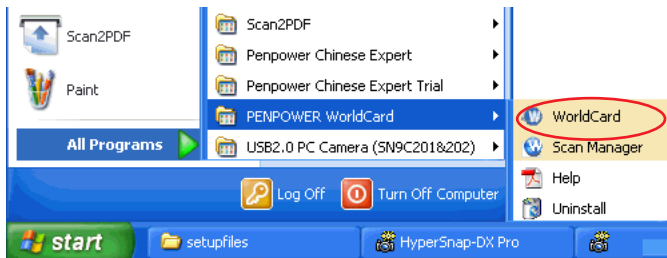 Scan2PDF
Paint
All Programs
Scan2PDF
Penpower Chinese Expert
Penpower Chinese Expert Trial
PENPOWER WorldCard
USB2.0 PC Camera (SN9C201&202)
WorldCard
Scan Manager
Help
Uninstall
Log Off
Turn Off Computer
start
setupfiles
HyperSnap-DX Pro